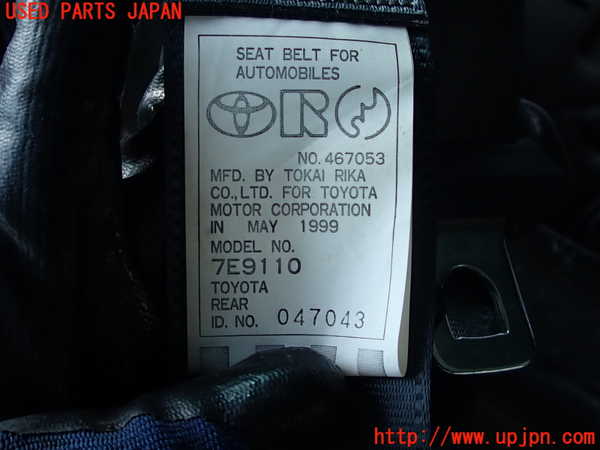 USED PARTS JAPAN
SEAT BELT FOR
AUTOMOBILES
NO. 467053
MFD. BY TOKAI RIKA
CO., LTD. FOR TOYOTA
MOTOR CORPORATION
IN MAY 1999
MODEL NO.
7E9110
TOYOTA
REAR
ID. NO. 047043
http://www.upjpn.com